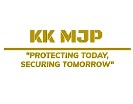 KK MJP
"PROTECTING TODAY,
SECURING TOMORROW"